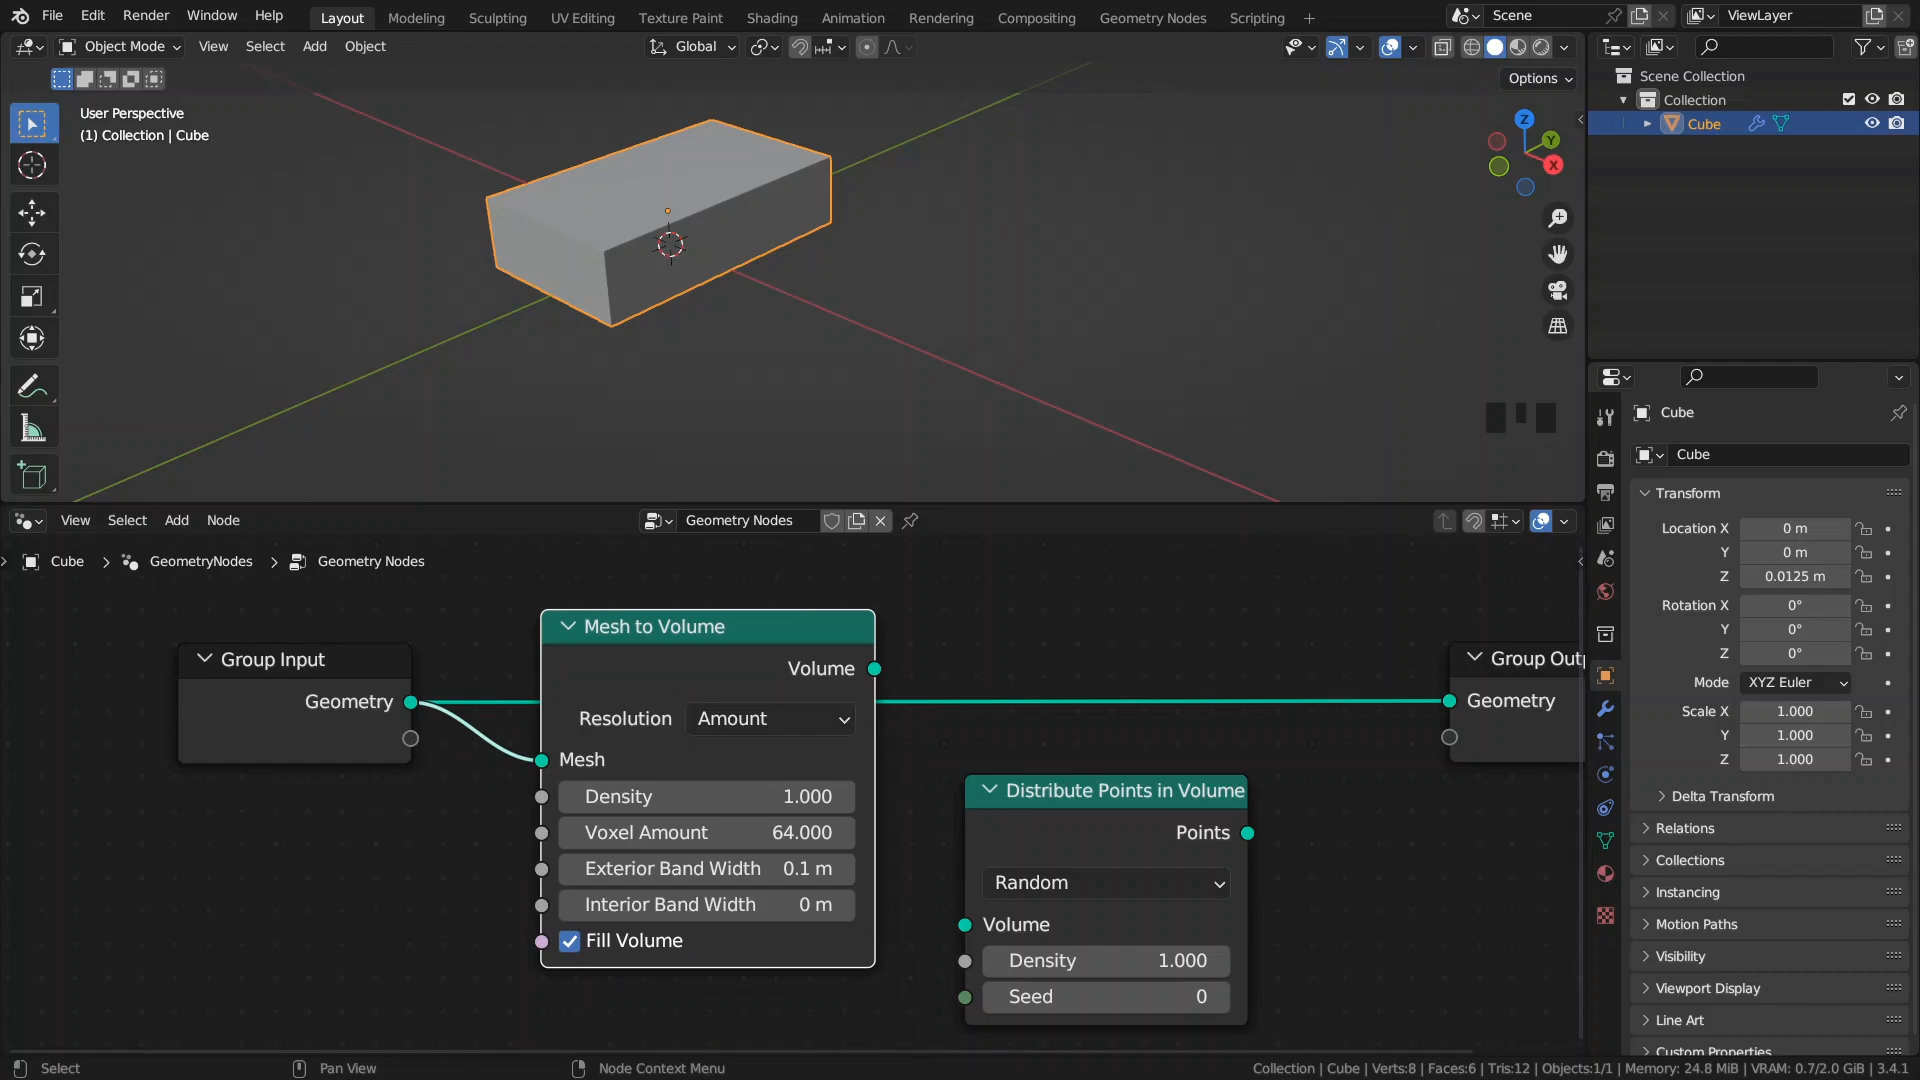 File Edit Render Window Help
Layout Modeling Sculpting UV Editing Texture Paint Shading Animation Rendering Compositing Geometry Nodes Scripting
Scene
ViewLayer
Object Mode View Select Add Object
Global
Options
User Perspective
(1) Collection | Cube
Z
Y
X
Scene Collection
Collection
Cube
Cube
Cube
Transform
Location X 0 m
Y 0 m
Z 0.0125 m
Rotation X 0°
Y 0°
Z 0°
Mode XYZ Euler
Scale X 1.000
Y 1.000
Z 1.000
Delta Transform
Relations
Collections
Instancing
Motion Paths
Visibility
Viewport Display
Line Art
Custom Properties
View Select Add Node
Geometry Nodes
Cube GeometryNodes Geometry Nodes
Group Input
Geometry
Mesh to Volume
Volume
Resolution Amount
Mesh
Density 1.000
Voxel Amount 64.000
Exterior Band Width 0.1 m
Interior Band Width 0 m
Fill Volume
Distribute Points in Volume
Points
Random
Volume
Density 1.000
Seed 0
Group Outp
Geometry
Select
Pan View
Node Context Menu
Collection | Cube | Verts:8 | Faces:6 | Tris:12 | Objects:1/1 | Memory: 24.8 MiB | VRAM: 0.7/2.0 GiB | 3.4.1